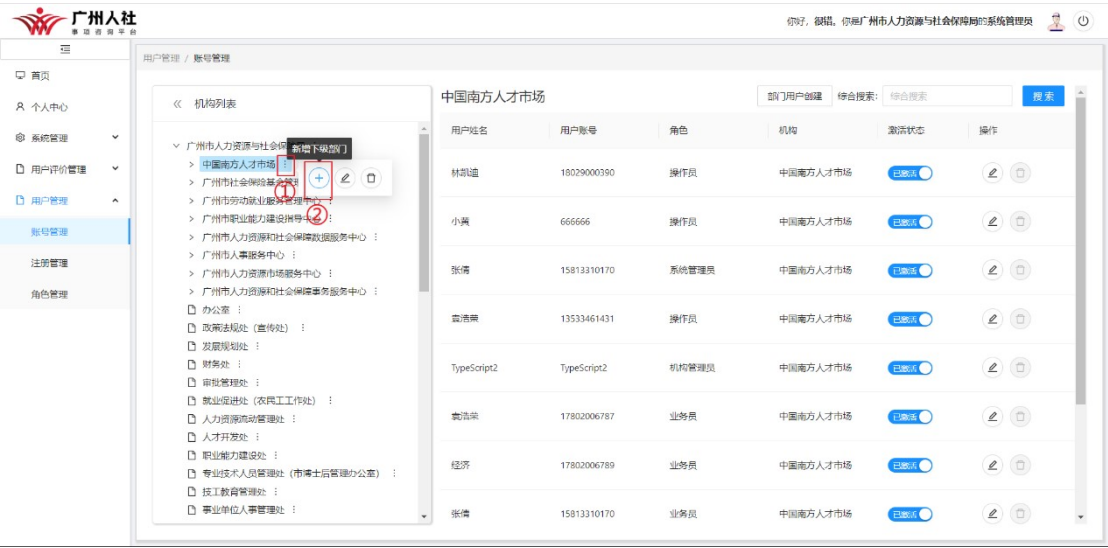 广州人社
事项咨询平台
你好，很错。你是广州市人力资源与社会保障局的系统管理员
首页
个人中心
系统管理
用户评价管理
用户管理
账号管理
注册管理
角色管理
用户管理 / 账号管理
« 机构列表
广州市人力资源与社会保
新增下级部门
中国南方人才市场
①
广州市社会保险基金管理
广州市劳动就业服务管理中心
②
广州市职业能力建设指导中心
广州市人力资源和社会保障数据服务中心
广州市人事服务中心
广州市人力资源市场服务中心
广州市人力资源和社会保障事务服务中心
办公室
政策法规处（宣传处）
发展规划处
财务处
审批管理处
就业促进处（农民工工作处）
人力资源流动管理处
人才开发处
职业能力建设处
专业技术人员管理处（市博士后管理办公室）
技工教育管理处
事业单位人事管理处
中国南方人才市场
部门用户创建 综合搜索: 综合搜索 搜索
用户姓名 用户账号 角色 机构 激活状态 操作
林凯迪 18029000390 操作员 中国南方人才市场 已激活
小黄 666666 操作员 中国南方人才市场 已激活
张倩 15813310170 系统管理员 中国南方人才市场 已激活
袁浩荣 13533461431 操作员 中国南方人才市场 已激活
TypeScript2 TypeScript2 机构管理员 中国南方人才市场 已激活
袁浩荣 17802006787 业务员 中国南方人才市场 已激活
经济 17802006789 业务员 中国南方人才市场 已激活
张倩 15813310170 业务员 中国南方人才市场 已激活